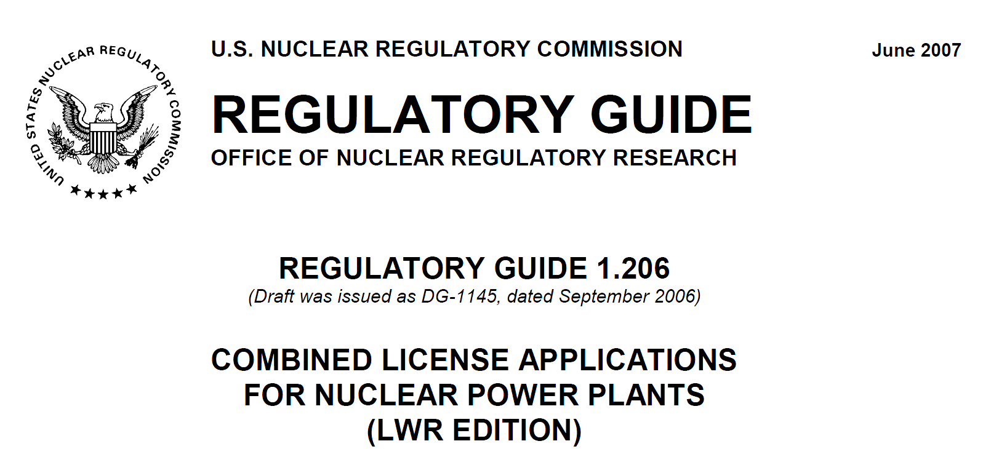 UNITED STATES NUCLEAR REGULATORY COMMISSION
U.S. NUCLEAR REGULATORY COMMISSION
June 2007
REGULATORY GUIDE
OFFICE OF NUCLEAR REGULATORY RESEARCH
REGULATORY GUIDE 1.206
(Draft was issued as DG-1145, dated September 2006)
COMBINED LICENSE APPLICATIONS
FOR NUCLEAR POWER PLANTS
(LWR EDITION)